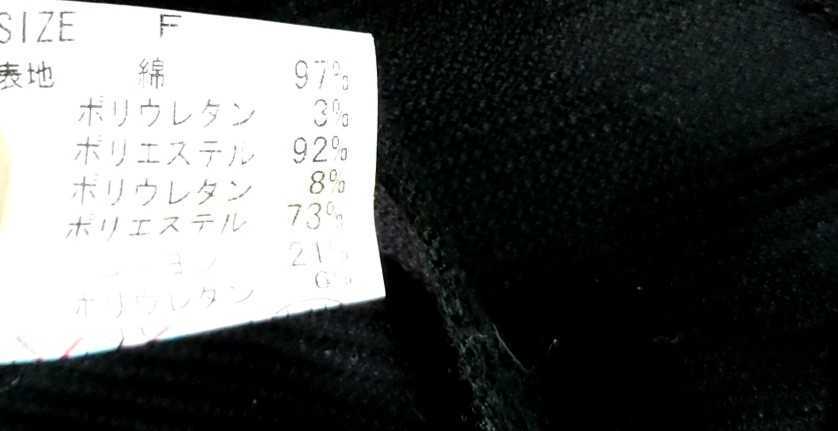 SIZE F
表地 綿 97%
ポリウレタン 3%
ポリエステル 92%
ポリウレタン 8%
ポリエステル 73%
21%
ポリウレタン 6%